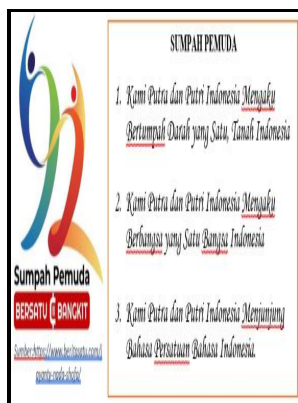 SUMPAH PEMUDA
1. Kami Putra dan Putri Indonesia Mengaku
Bertumpah Darah yang Satu, Tanah Indonesia
2. Kami Putra dan Putri Indonesia Mengaku
Berbangsa yang Satu Bangsa Indonesia
3. Kami Putra dan Putri Indonesia Menjunjung
Bahasa Persatuan Bahasa Indonesia.
Sumpah Pemuda
BERSATU BANGKIT